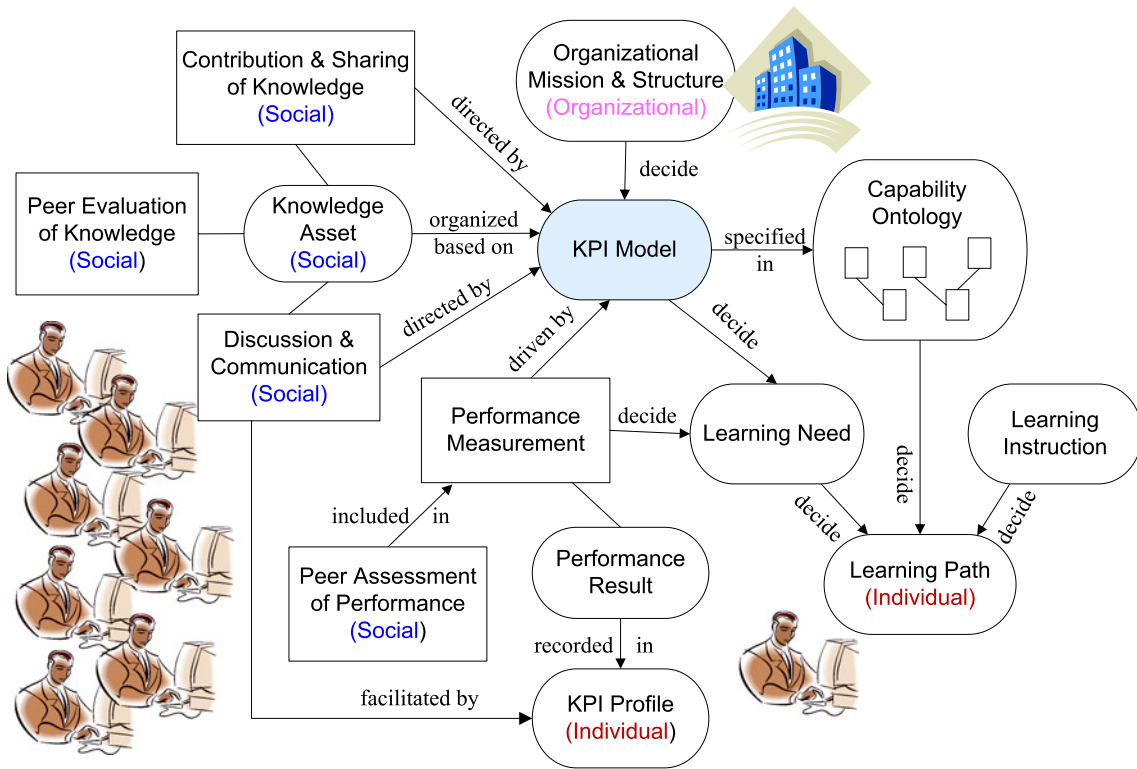 Contribution & Sharing
of Knowledge
(Social)
Organizational
Mission & Structure
(Organizational)
directed by
decide
Peer Evaluation
of Knowledge
(Social)
Knowledge
Asset
(Social)
organized
based on
KPI Model
specified
in
Capability
Ontology
directed by
driven by
decide
Discussion &
Communication
(Social)
Performance
Measurement
decide
Learning Need
Learning
Instruction
decide
decide
decide
included in
Peer Assessment
of Performance
(Social)
Performance
Result
Learning Path
(Individual)
recorded in
facilitated by
KPI Profile
(Individual)